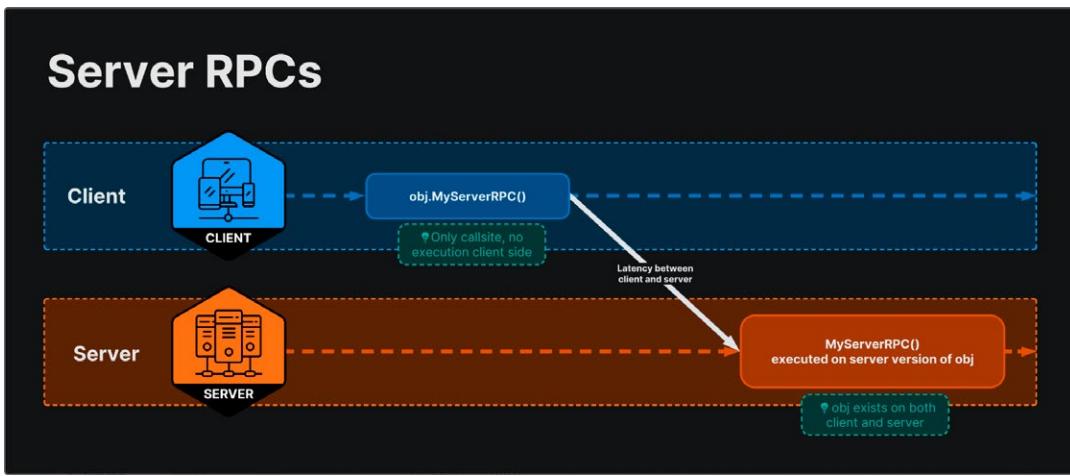 Server RPCs
Client
CLIENT
obj.MyServerRPC()
Only callsite, no
execution client side
Latency between
client and server
Server
SERVER
MyServerRPC()
executed on server version of obj
obj exists on both
client and server